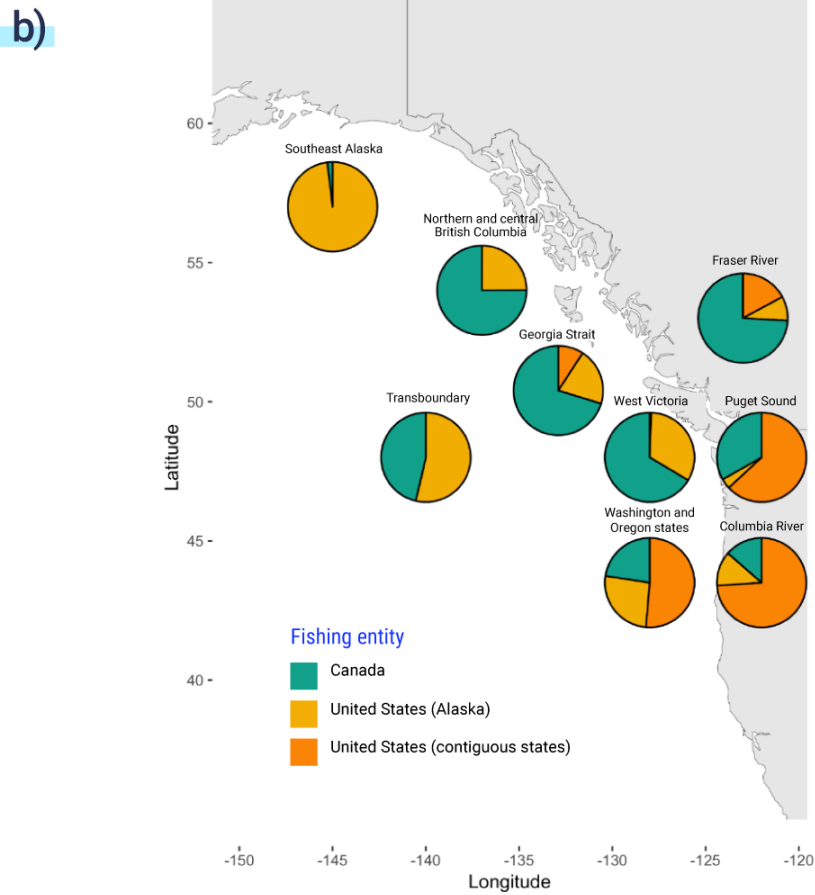 b)
60
Southeast Alaska
Northern and central
British Columbia
55
Fraser River
Georgia Strait
50
Transboundary
West Victoria
Puget Sound
Latitude
Washington and
Oregon states
Columbia River
45
Fishing entity
Canada
40
United States (Alaska)
United States (contiguous states)
-150
-145
-140
-135
-130
-125
-120
Longitude